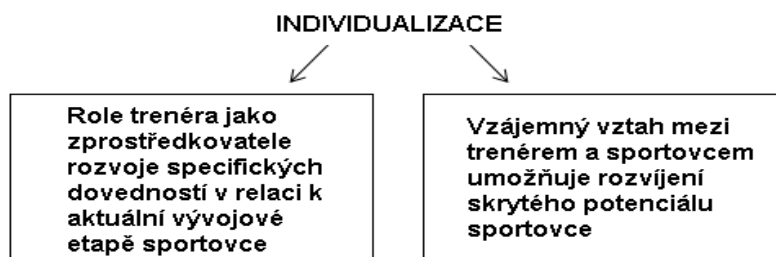 INDIVIDUALIZACE
Role trenéra jako
zprostředkovatele
rozvoje specifických
dovedností v relaci k
aktuální vývojové
etapě sportovce
Vzájemný vztah mezi
trenérem a sportovcem
umožňuje rozvíjení
skrytého potenciálu
sportovce